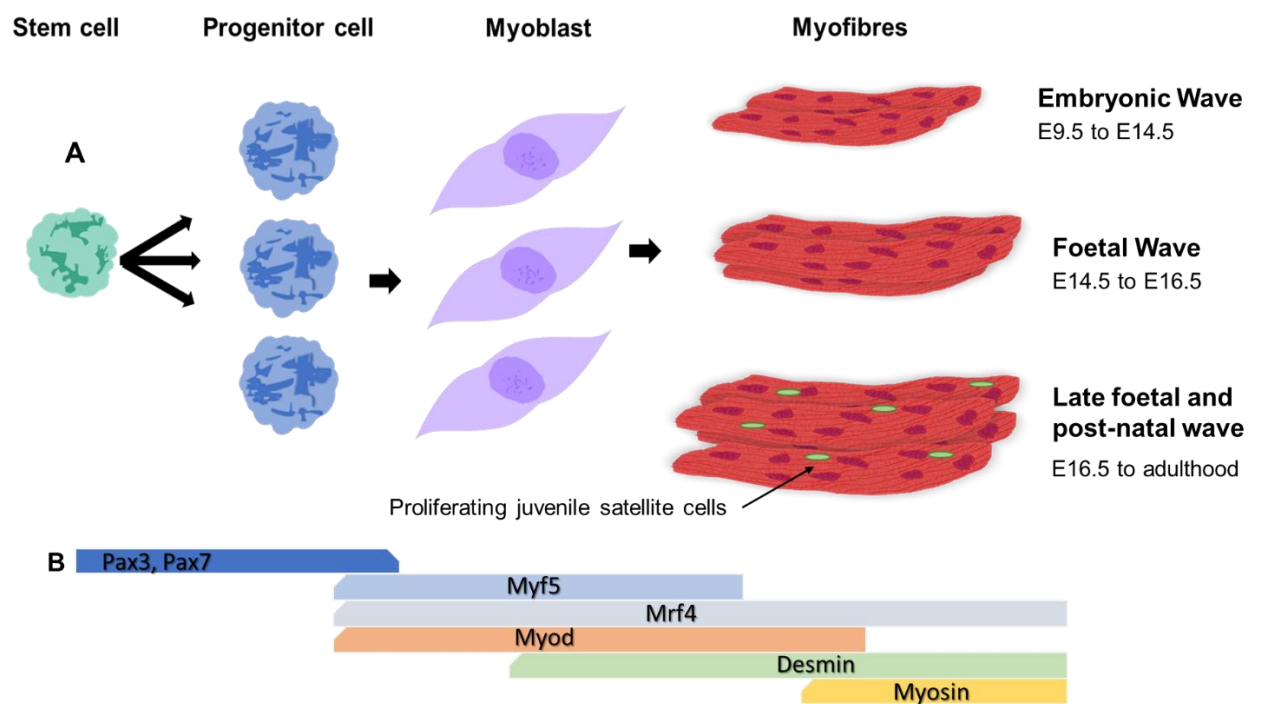 Stem cell
Progenitor cell
Myoblast
Myofibres
A
Embryonic Wave
E9.5 to E14.5
Foetal Wave
E14.5 to E16.5
Late foetal and
post-natal wave
E16.5 to adulthood
Proliferating juvenile satellite cells
B
Pax3, Pax7
Myf5
Mrf4
Myod
Desmin
Myosin